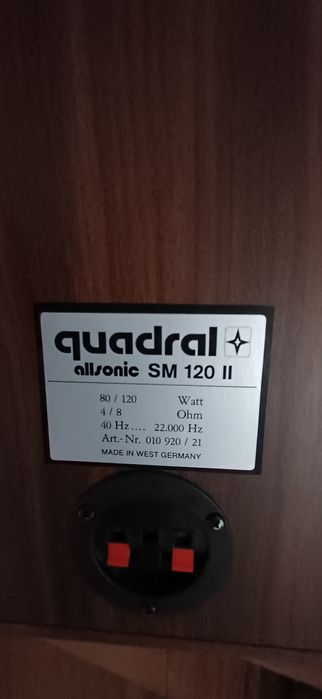 quadral
allsonic SM 120 II
80 / 120 Watt
4 / 8 Ohm
40 Hz .... 22.000 Hz
Art.- Nr. 010 920 / 21
MADE IN WEST GERMANY